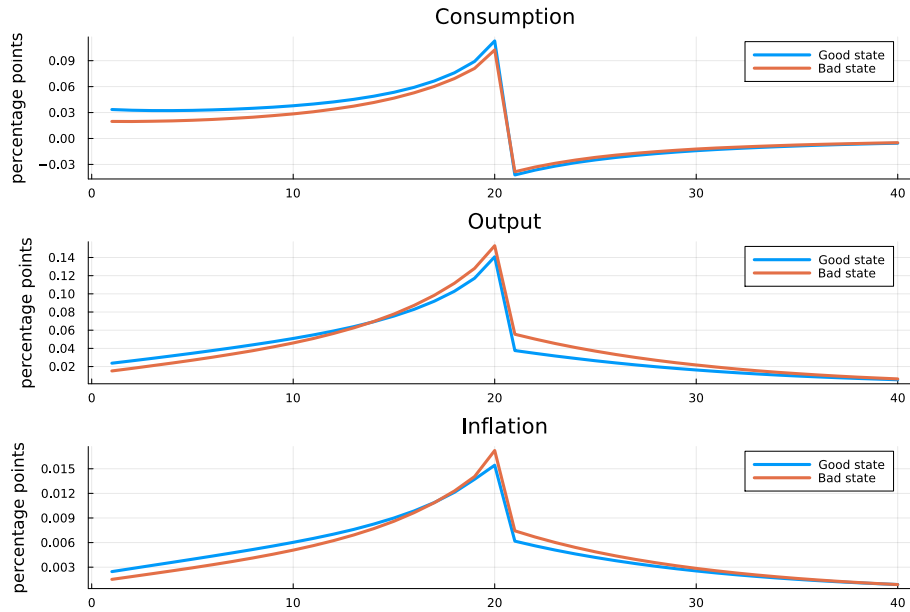 Consumption
percentage points
0.09
0.06
0.03
0.00
−0.03
0
10
20
30
40
Good state
Bad state
Output
percentage points
0.14
0.12
0.10
0.08
0.06
0.04
0.02
0
10
20
30
40
Good state
Bad state
Inflation
percentage points
0.015
0.012
0.009
0.006
0.003
0
10
20
30
40
Good state
Bad state